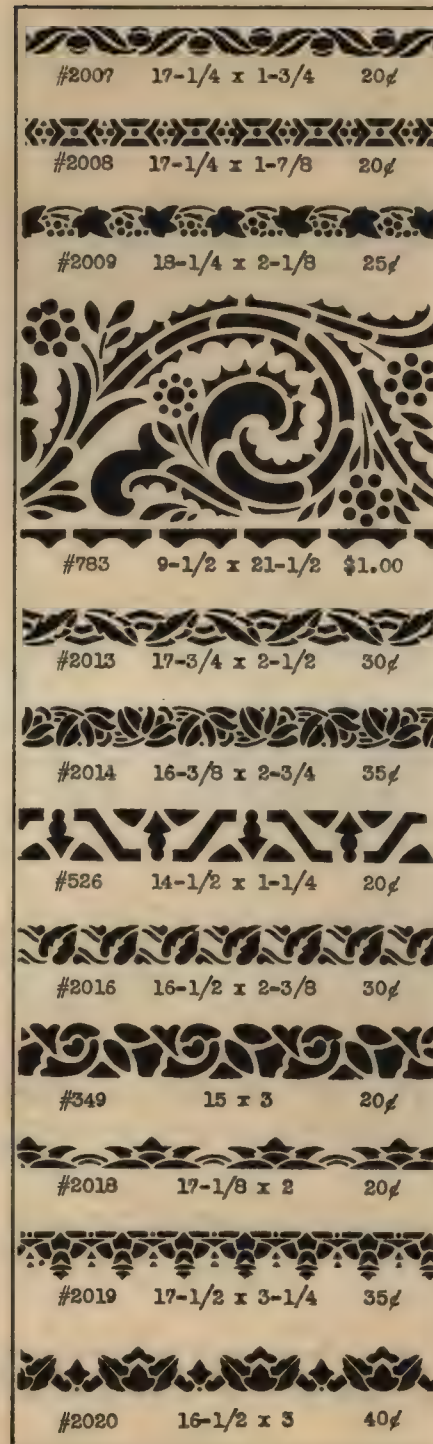 #2007 17-1/4 x 1-3/4 20¢
#2008 17-1/4 x 1-7/8 20¢
#2009 18-1/4 x 2-1/8 25¢
#783 9-1/2 x 21-1/2 $1.00
#2013 17-3/4 x 2-1/2 30¢
#2014 16-3/8 x 2-3/4 35¢
#526 14-1/2 x 1-1/4 20¢
#2016 16-1/2 x 2-3/8 30¢
#349 15 x 3 20¢
#2018 17-1/8 x 2 20¢
#2019 17-1/2 x 3-1/4 35¢
#2020 16-1/2 x 3 40¢